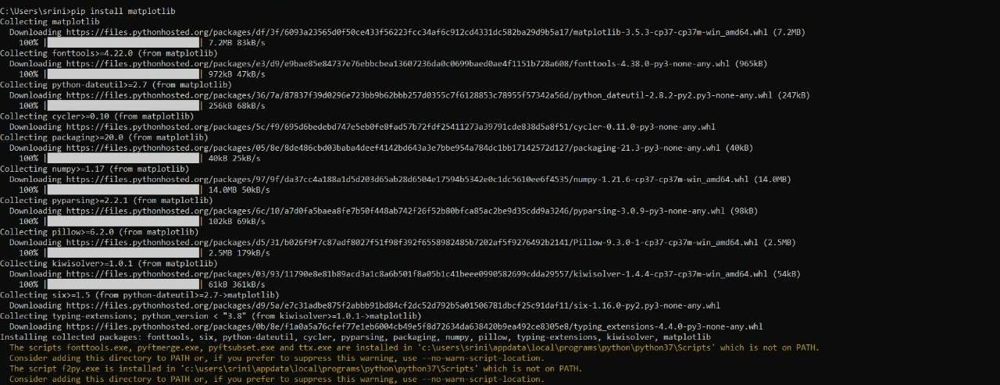 C:\Users\srini>pip install matplotlib
Collecting matplotlib
Downloading https://files.pythonhosted.org/packages/df/3f/6093a23565d0f50ce433f56223fcc34af6c912cd4331dc582ba29d9b5a17/matplotlib-3.5.3-cp37-cp37m-win_amd64.whl (7.2MB)
100% || 7.2MB 83kB/s
Collecting fonttools>=4.22.0 (from matplotlib)
Downloading https://files.pythonhosted.org/packages/e3/d9/e9bae85e84737e76ebbcbea13607236da0c0699baed0ae4f1151b728a608/fonttools-4.38.0-py3-none-any.whl (965kB)
100% || 972kB 47kB/s
Collecting python-dateutil>=2.7 (from matplotlib)
Downloading https://files.pythonhosted.org/packages/36/7a/87837f39d0296e723bb9b62bbb257d0355c7f6128853c78955f57342a56d/python_dateutil-2.8.2-py2.py3-none-any.whl (247kB)
100% || 256kB 68kB/s
Collecting cycler>=0.10 (from matplotlib)
Downloading https://files.pythonhosted.org/packages/5c/f9/695d6bedebd747e5eb0fe8fad57b72fdf25411273a39791cde838d5a8f51/cycler-0.11.0-py3-none-any.whl
Collecting packaging>=20.0 (from matplotlib)
Downloading https://files.pythonhosted.org/packages/05/8e/8de486cbd03baba4deef4142bd643a3e7bbe954a784dc1bb17142572d127/packaging-21.3-py3-none-any.whl (40kB)
100% || 40kB 25kB/s
Collecting numpy>=1.17 (from matplotlib)
Downloading https://files.pythonhosted.org/packages/97/9f/da37cc4a188a1d5d203d65ab28d6504e17594b5342e0c1dc5610ee6f4535/numpy-1.21.6-cp37-cp37m-win_amd64.whl (14.0MB)
100% || 14.0MB 50kB/s
Collecting pyparsing>=2.2.1 (from matplotlib)
Downloading https://files.pythonhosted.org/packages/6c/10/a7d0fa5baea8fe7b50f448ab742f26f52b80bfca85ac2be9d35cdd9a3246/pyparsing-3.0.9-py3-none-any.whl (98kB)
100% || 102kB 69kB/s
Collecting pillow>=6.2.0 (from matplotlib)
Downloading https://files.pythonhosted.org/packages/d5/31/b026f9f7c87adf8027f51f98f392f6558982485b7202af5f9276492b2141/Pillow-9.3.0-1-cp37-cp37m-win_amd64.whl (2.5MB)
100% || 2.5MB 179kB/s
Collecting kiwisolver>=1.0.1 (from matplotlib)
Downloading https://files.pythonhosted.org/packages/03/93/11790e8e81b89acd3a1c8a6b501f8a05b1c41beee0990582699cdda29557/kiwisolver-1.4.4-cp37-cp37m-win_amd64.whl (54kB)
100% || 61kB 361kB/s
Collecting six>=1.5 (from python-dateutil>=2.7->matplotlib)
Downloading https://files.pythonhosted.org/packages/d9/5a/e7c31adbe875f2abbb91bd84cf2dc52d792b5a01506781dbcf25c91daf11/six-1.16.0-py2.py3-none-any.whl
Collecting typing-extensions; python_version < "3.8" (from kiwisolver>=1.0.1->matplotlib)
Downloading https://files.pythonhosted.org/packages/0b/8e/f1a0a5a76cfef77e1eb6004cb49e5f8d72634da638420b9ea492ce8305e8/typing_extensions-4.4.0-py3-none-any.whl
Installing collected packages: fonttools, six, python-dateutil, cycler, pyparsing, packaging, numpy, pillow, typing-extensions, kiwisolver, matplotlib
The scripts fonttools.exe, pyftmerge.exe, pyftsubset.exe and ttx.exe are installed in 'c:\users\srini\appdata\local\programs\python\python37\Scripts' which is not on PATH.
Consider adding this directory to PATH or, if you prefer to suppress this warning, use --no-warn-script-location.
The script f2py.exe is installed in 'c:\users\srini\appdata\local\programs\python\python37\Scripts' which is not on PATH.
Consider adding this directory to PATH or, if you prefer to suppress this warning, use --no-warn-script-location.